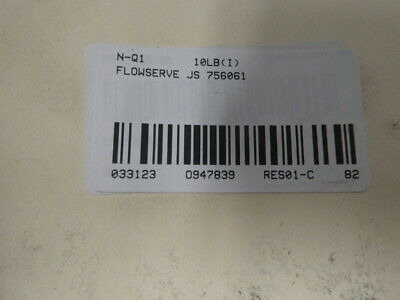 N-Q1 10LB(I)
FLOWSERVE JS 756061
033123 0947839 RES01-C 82